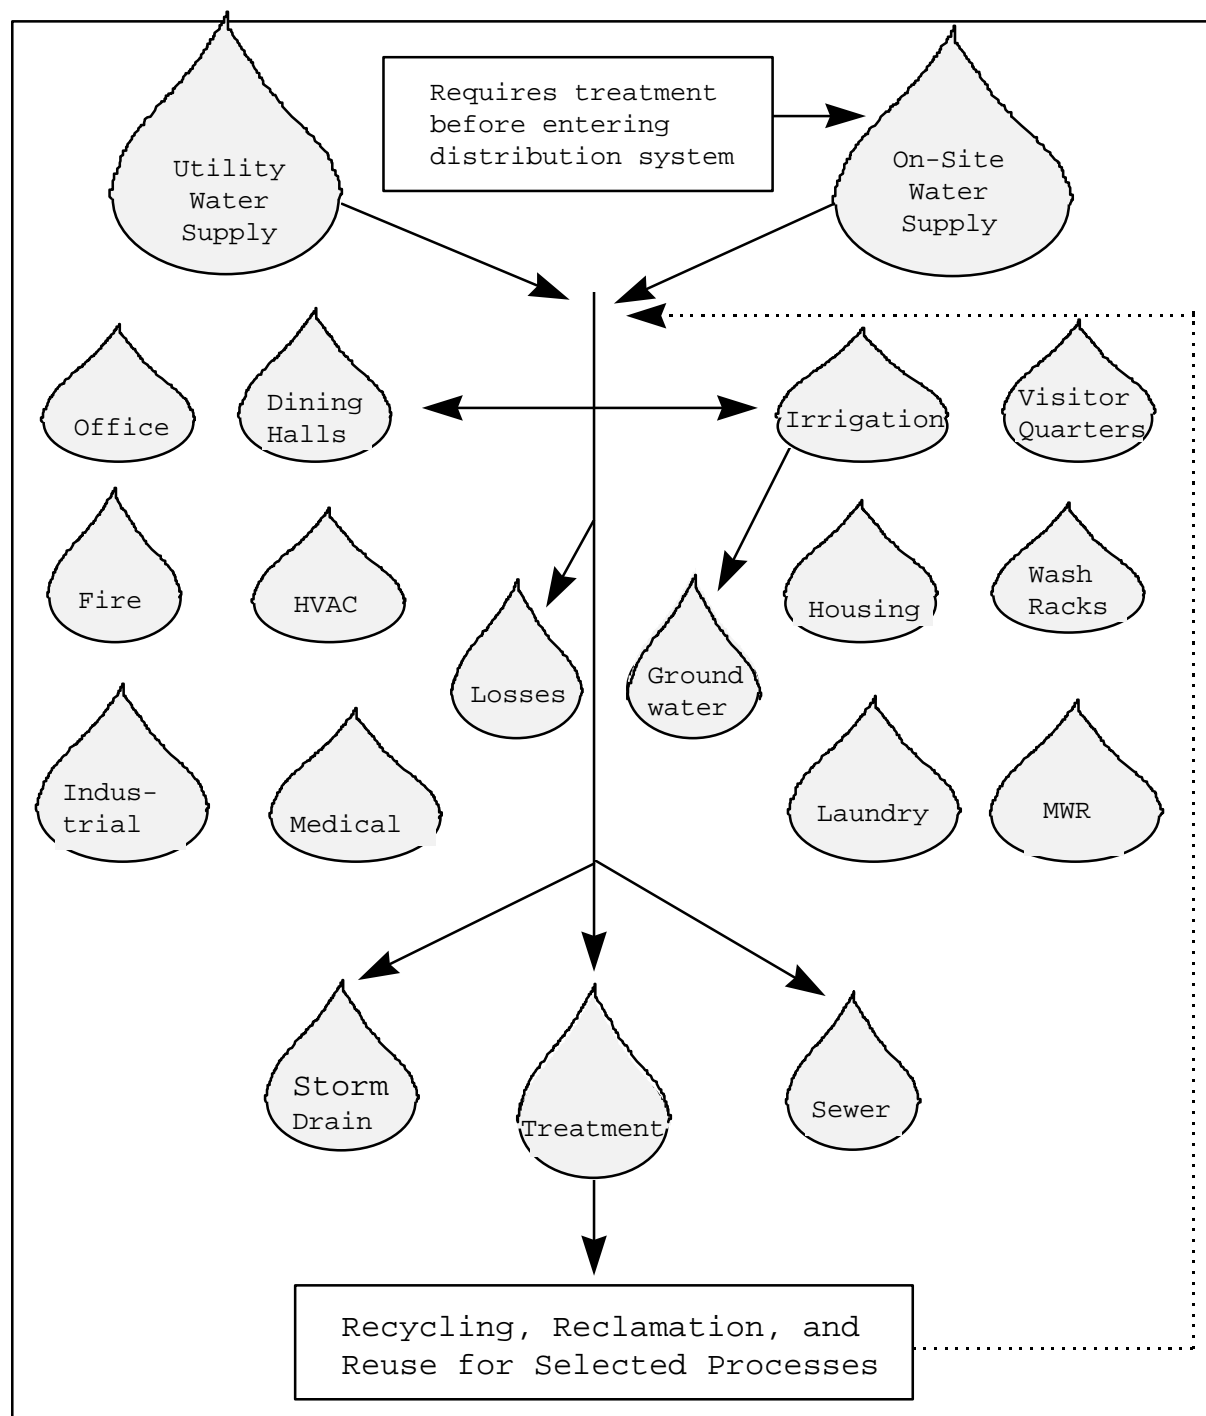 Requires treatment
before entering
distribution system
Utility
Water
Supply
On-Site
Water
Supply
Office
Dining
Halls
Irrigation
Visitor
Quarters
Fire
HVAC
Losses
Ground
water
Housing
Wash
Racks
Indus-
trial
Medical
Laundry
MWR
Storm
Drain
Treatment
Sewer
Recycling, Reclamation, and
Reuse for Selected Processes